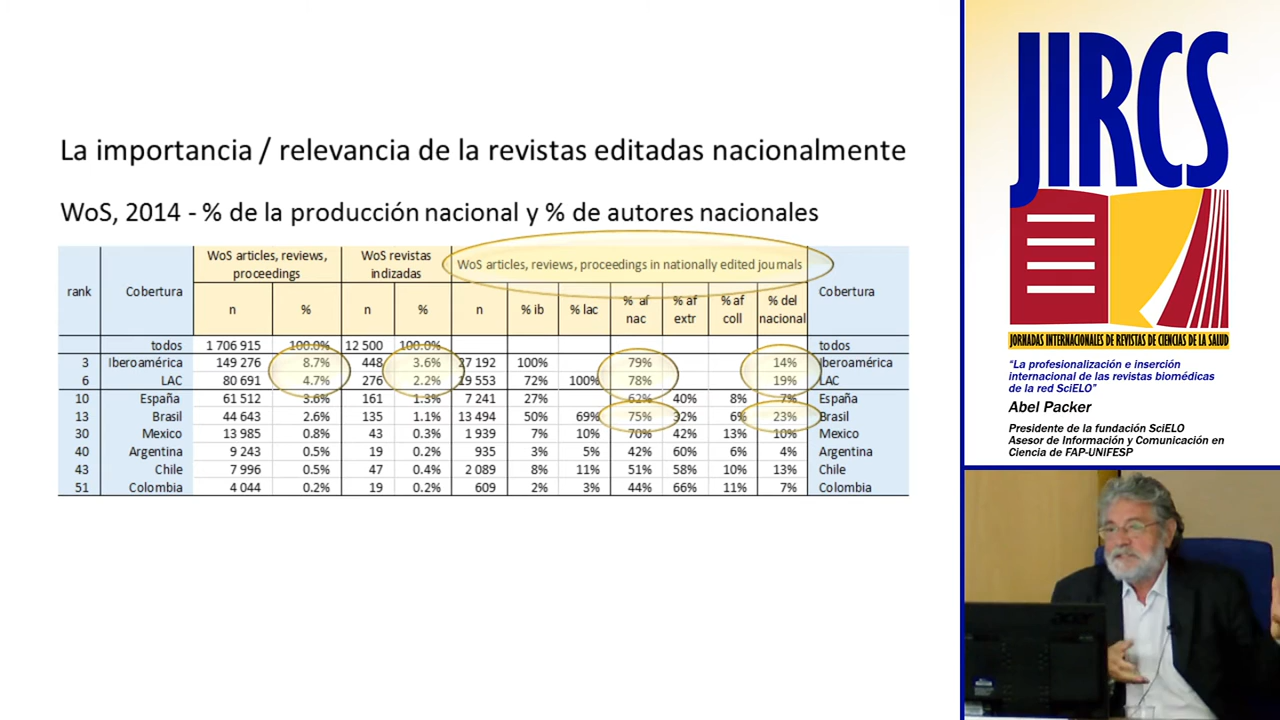 La importancia / relevancia de la revistas editadas nacionalmente
WoS, 2014 - % de la producción nacional y % de autores nacionales
rank Cobertura WoS articles, reviews, proceedings WoS revistas indizadas WoS articles, reviews, proceedings in nationally edited journals Cobertura
n % n % n % ib % lac % af nac % af extr % af coll % del nacional
todos 1 706 915 100.0% 12 500 100.0% todos
3 Iberoamérica 149 276 8.7% 448 3.6% 27 192 100% 79% 14% Iberoamérica
6 LAC 80 691 4.7% 276 2.2% 19 553 72% 100% 78% 19% LAC
10 España 61 512 3.6% 161 1.3% 7 241 27% 62% 40% 8% 7% España
13 Brasil 44 643 2.6% 135 1.1% 13 494 50% 69% 75% 32% 6% 23% Brasil
30 Mexico 13 985 0.8% 43 0.3% 1 939 7% 10% 70% 42% 13% 10% Mexico
40 Argentina 9 243 0.5% 19 0.2% 935 3% 5% 42% 60% 6% 4% Argentina
43 Chile 7 996 0.5% 47 0.4% 2 089 8% 11% 51% 58% 10% 13% Chile
51 Colombia 4 044 0.2% 19 0.2% 609 2% 3% 44% 66% 11% 7% Colombia
JIRCS
JORNADAS INTERNACIONALES DE REVISTAS DE CIENCIAS DE LA SALUD
“La profesionalización e inserción
internacional de las revistas biomédicas
de la red SciELO”
Abel Packer
Presidente de la fundación SciELO
Asesor de Información y Comunicación en
Ciencia de FAP-UNIFESP
acer